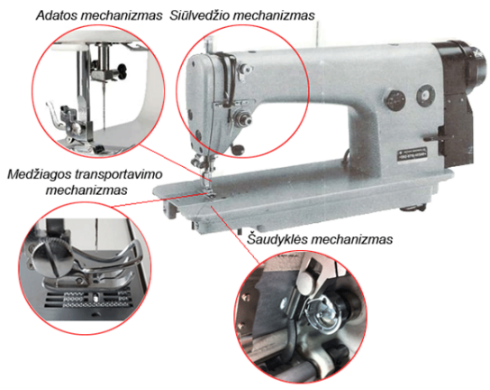 Adatos mechanizmas
Siūlvedžio mechanizmas
Medžiagos transportavimo
mechanizmas
Šaudyklės mechanizmas